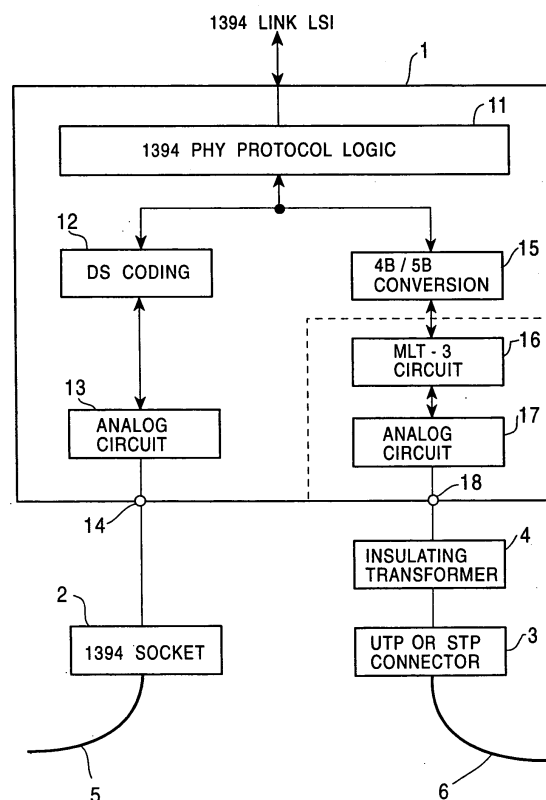 1394 LINK LSI
1
11
1394 PHY PROTOCOL LOGIC
12
DS CODING
15
4B / 5B
CONVERSION
16
MLT - 3
CIRCUIT
13
ANALOG
CIRCUIT
17
ANALOG
CIRCUIT
14
18
4
INSULATING
TRANSFORMER
2
1394 SOCKET
3
UTP OR STP
CONNECTOR
5
6